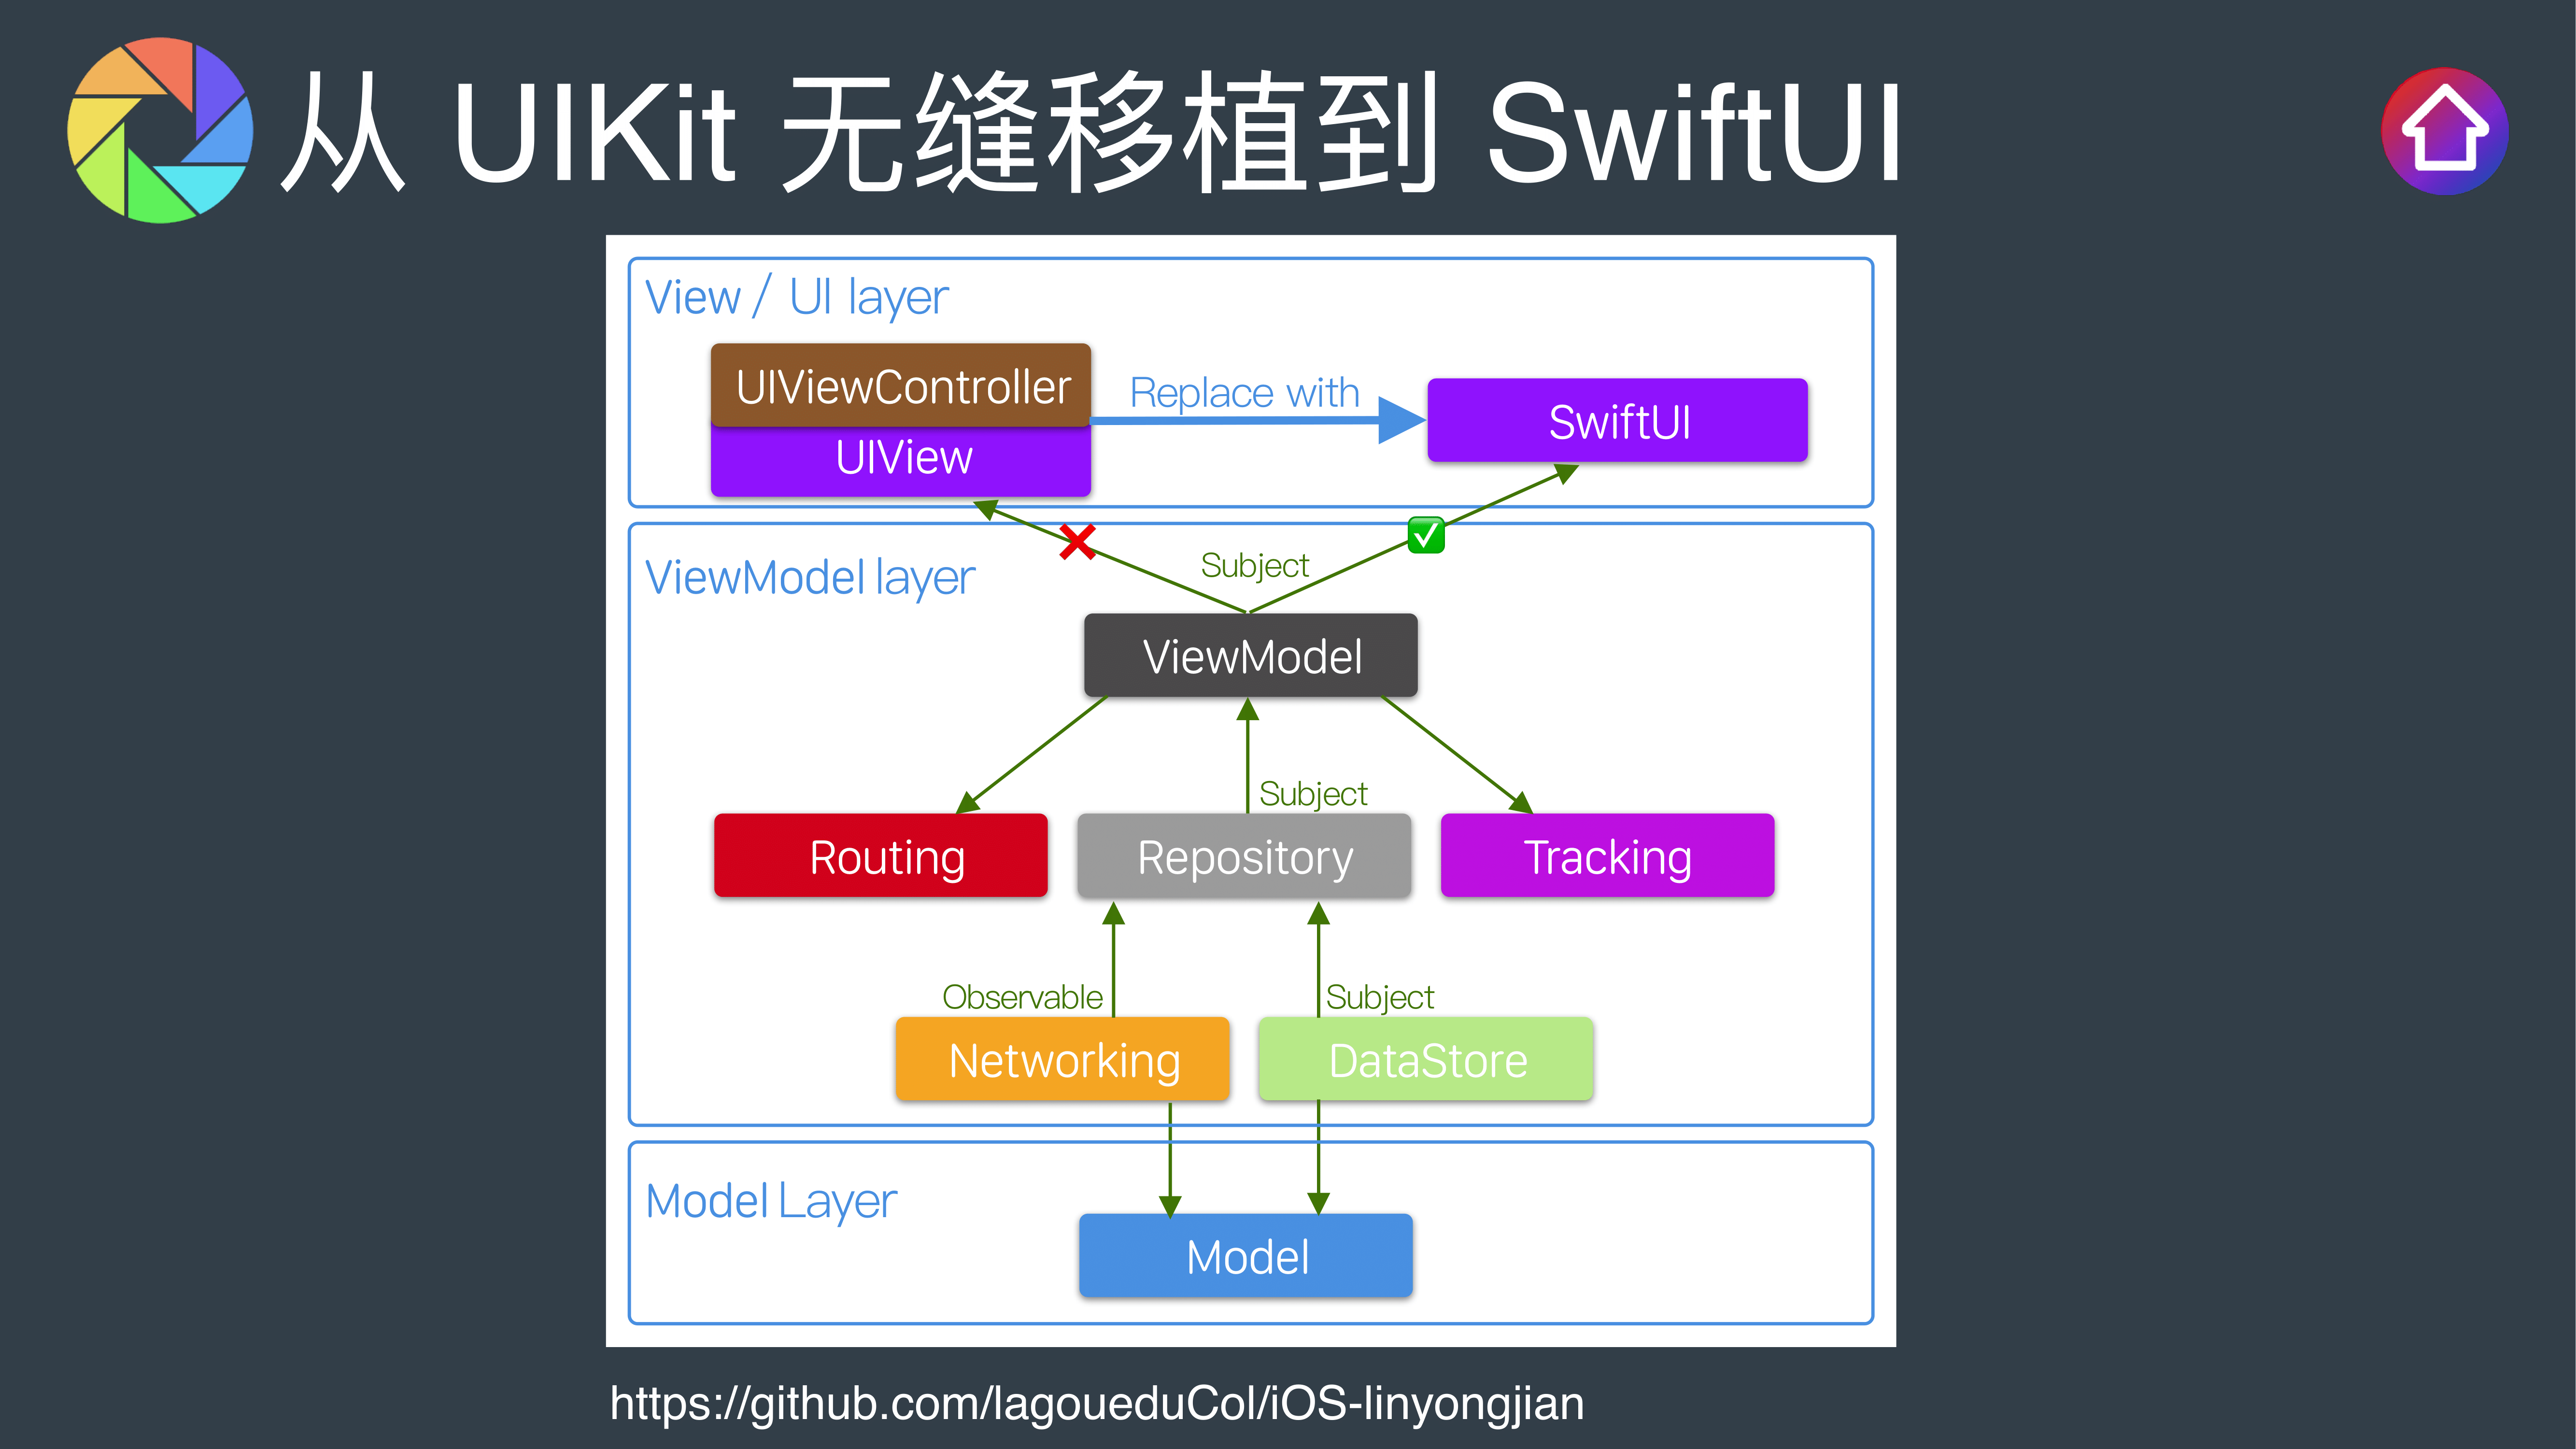 从 UIKit 无缝移植到 SwiftUI
View / UI layer
UIViewController
Replace with
SwiftUI
UIView
Subject
ViewModel layer
ViewModel
Subject
Routing
Repository
Tracking
Observable
Subject
Networking
DataStore
Model Layer
Model
https://github.com/lagoueduCol/iOS-linyongjian